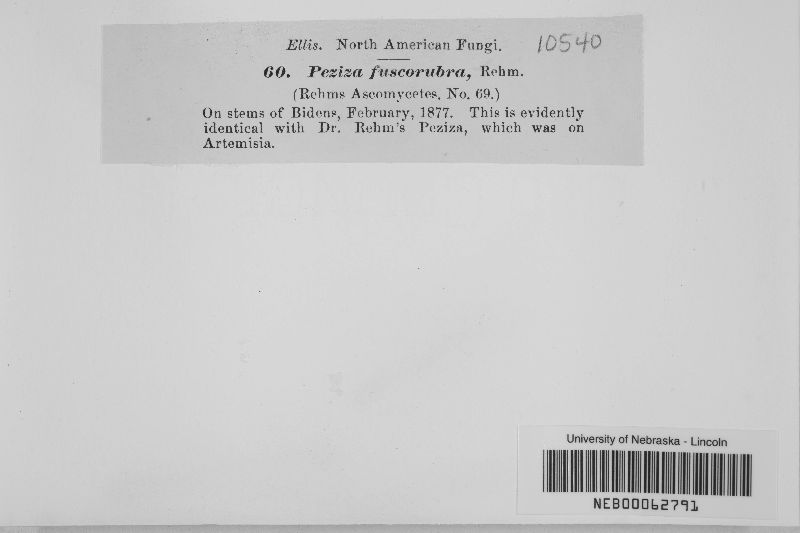 Ellis. North American Fungi. 10540
60. Peziza fuscorubra, Rehm.
(Rehms Ascomycetes, No. 69.)
On stems of Bidens, February, 1877. This is evidently
identical with Dr. Rehm's Peziza, which was on
Artemisia.
University of Nebraska - Lincoln
NEB00062791